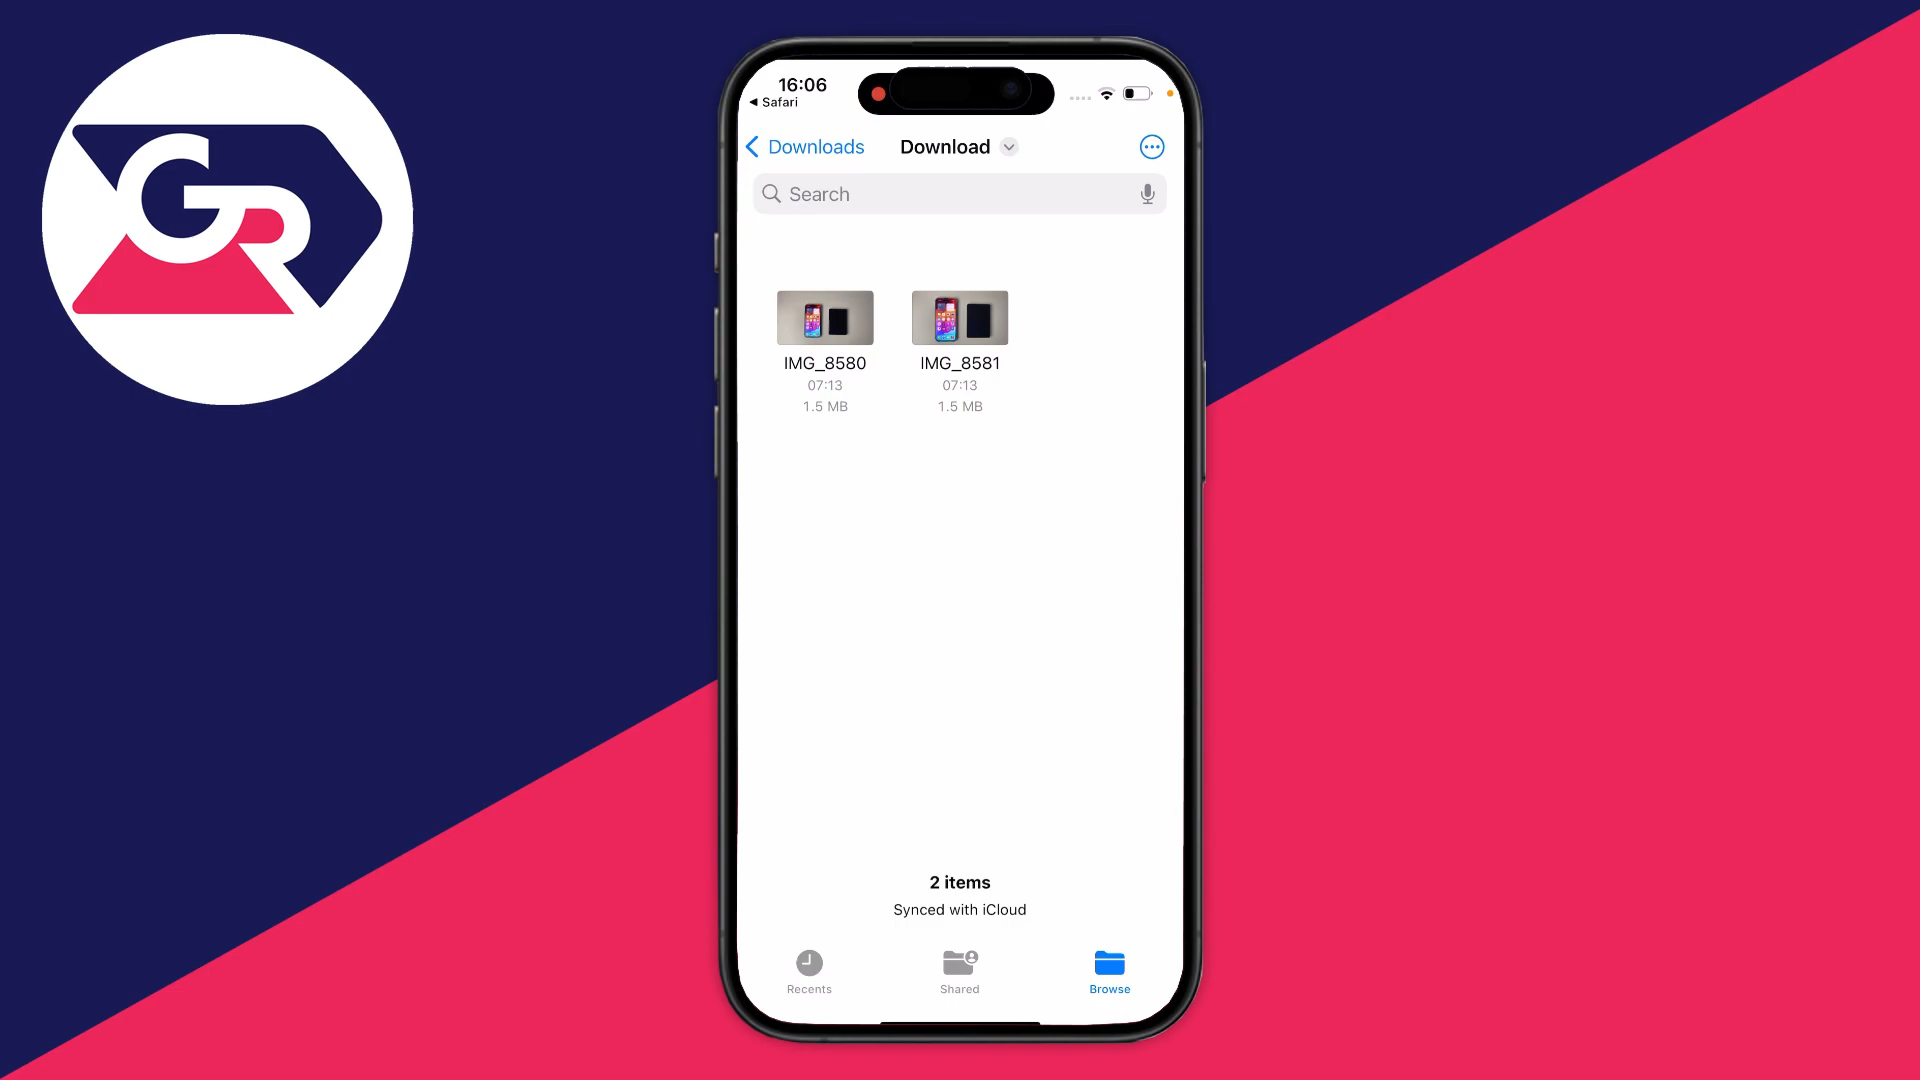 GR
16:06
Safari
Downloads
Download
Search
IMG_8580
07:13
1.5 MB
IMG_8581
07:13
1.5 MB
2 items
Synced with iCloud
Recents
Shared
Browse